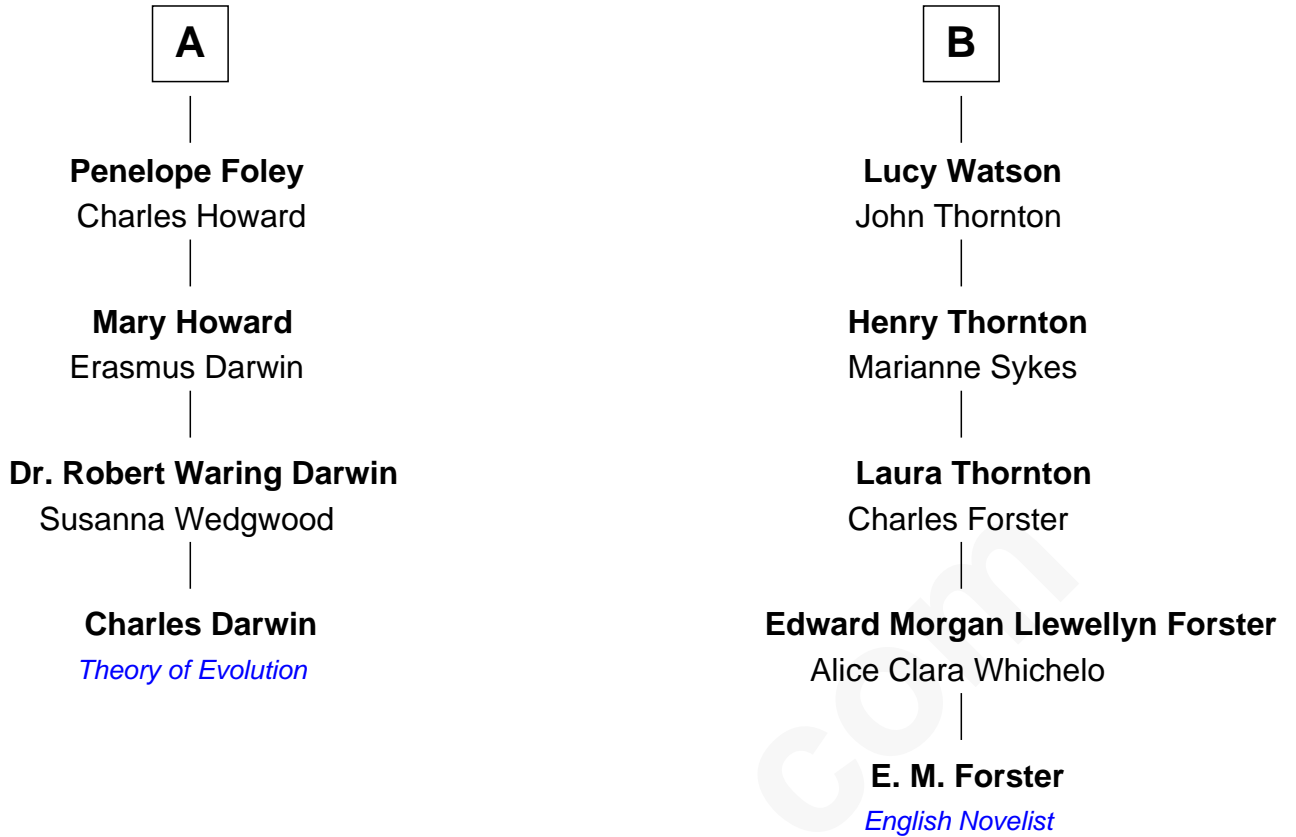 A
Penelope Foley
Charles Howard
Mary Howard
Erasmus Darwin
Dr. Robert Waring Darwin
Susanna Wedgwood
Charles Darwin
Theory of Evolution
B
Lucy Watson
John Thornton
Henry Thornton
Marianne Sykes
Laura Thornton
Charles Forster
Edward Morgan Llewellyn Forster
Alice Clara Whichelo
E. M. Forster
English Novelist
com